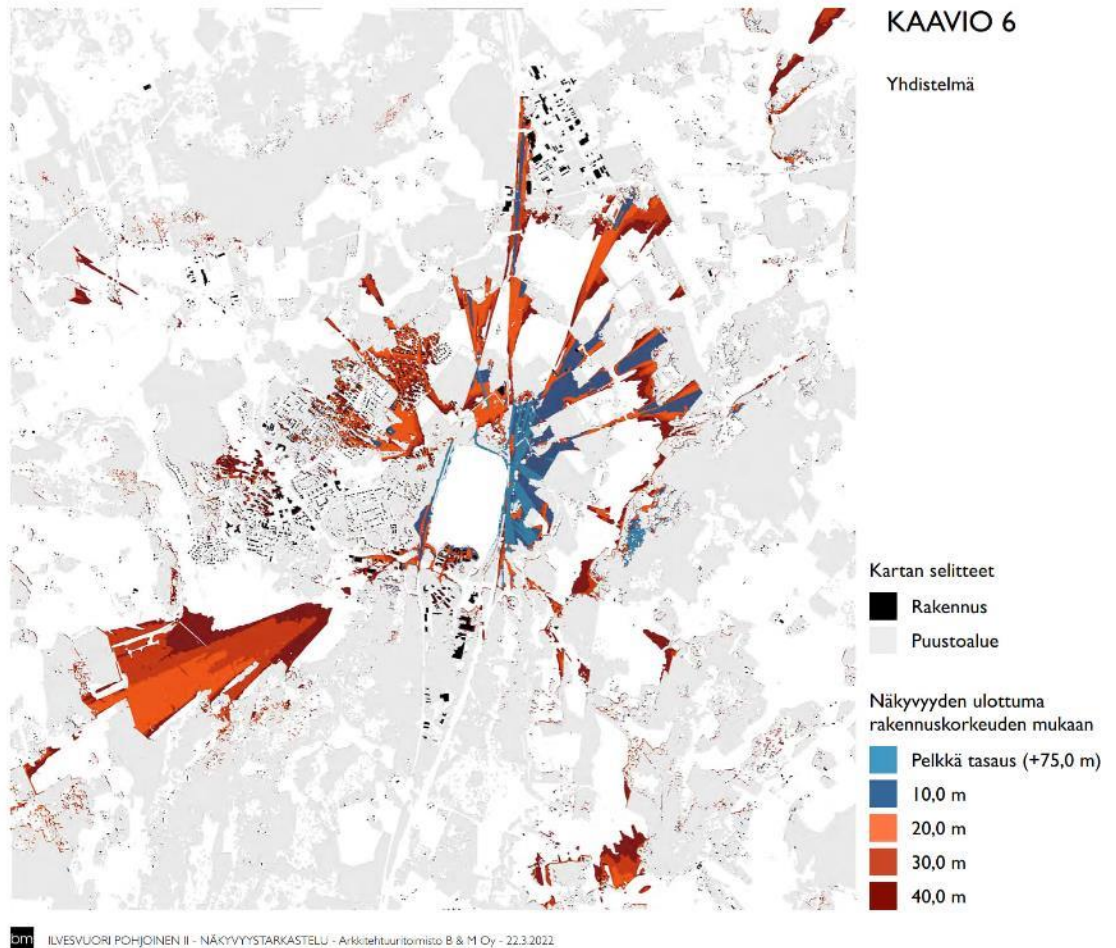 KAAVIO 6
Yhdistelmä
Kartan selitteet
Rakennus
Puustoalue
Näkyvyyden ulottuma
rakennuskorkeuden mukaan
Pelkkä tasaus (+75,0 m)
10,0 m
20,0 m
30,0 m
40,0 m
bm ILVESVUORI POHJOINEN II - NÄKYVYYSTARKASTELU - Arkkitehtuuritoimisto B & M Oy - 22.3.2022